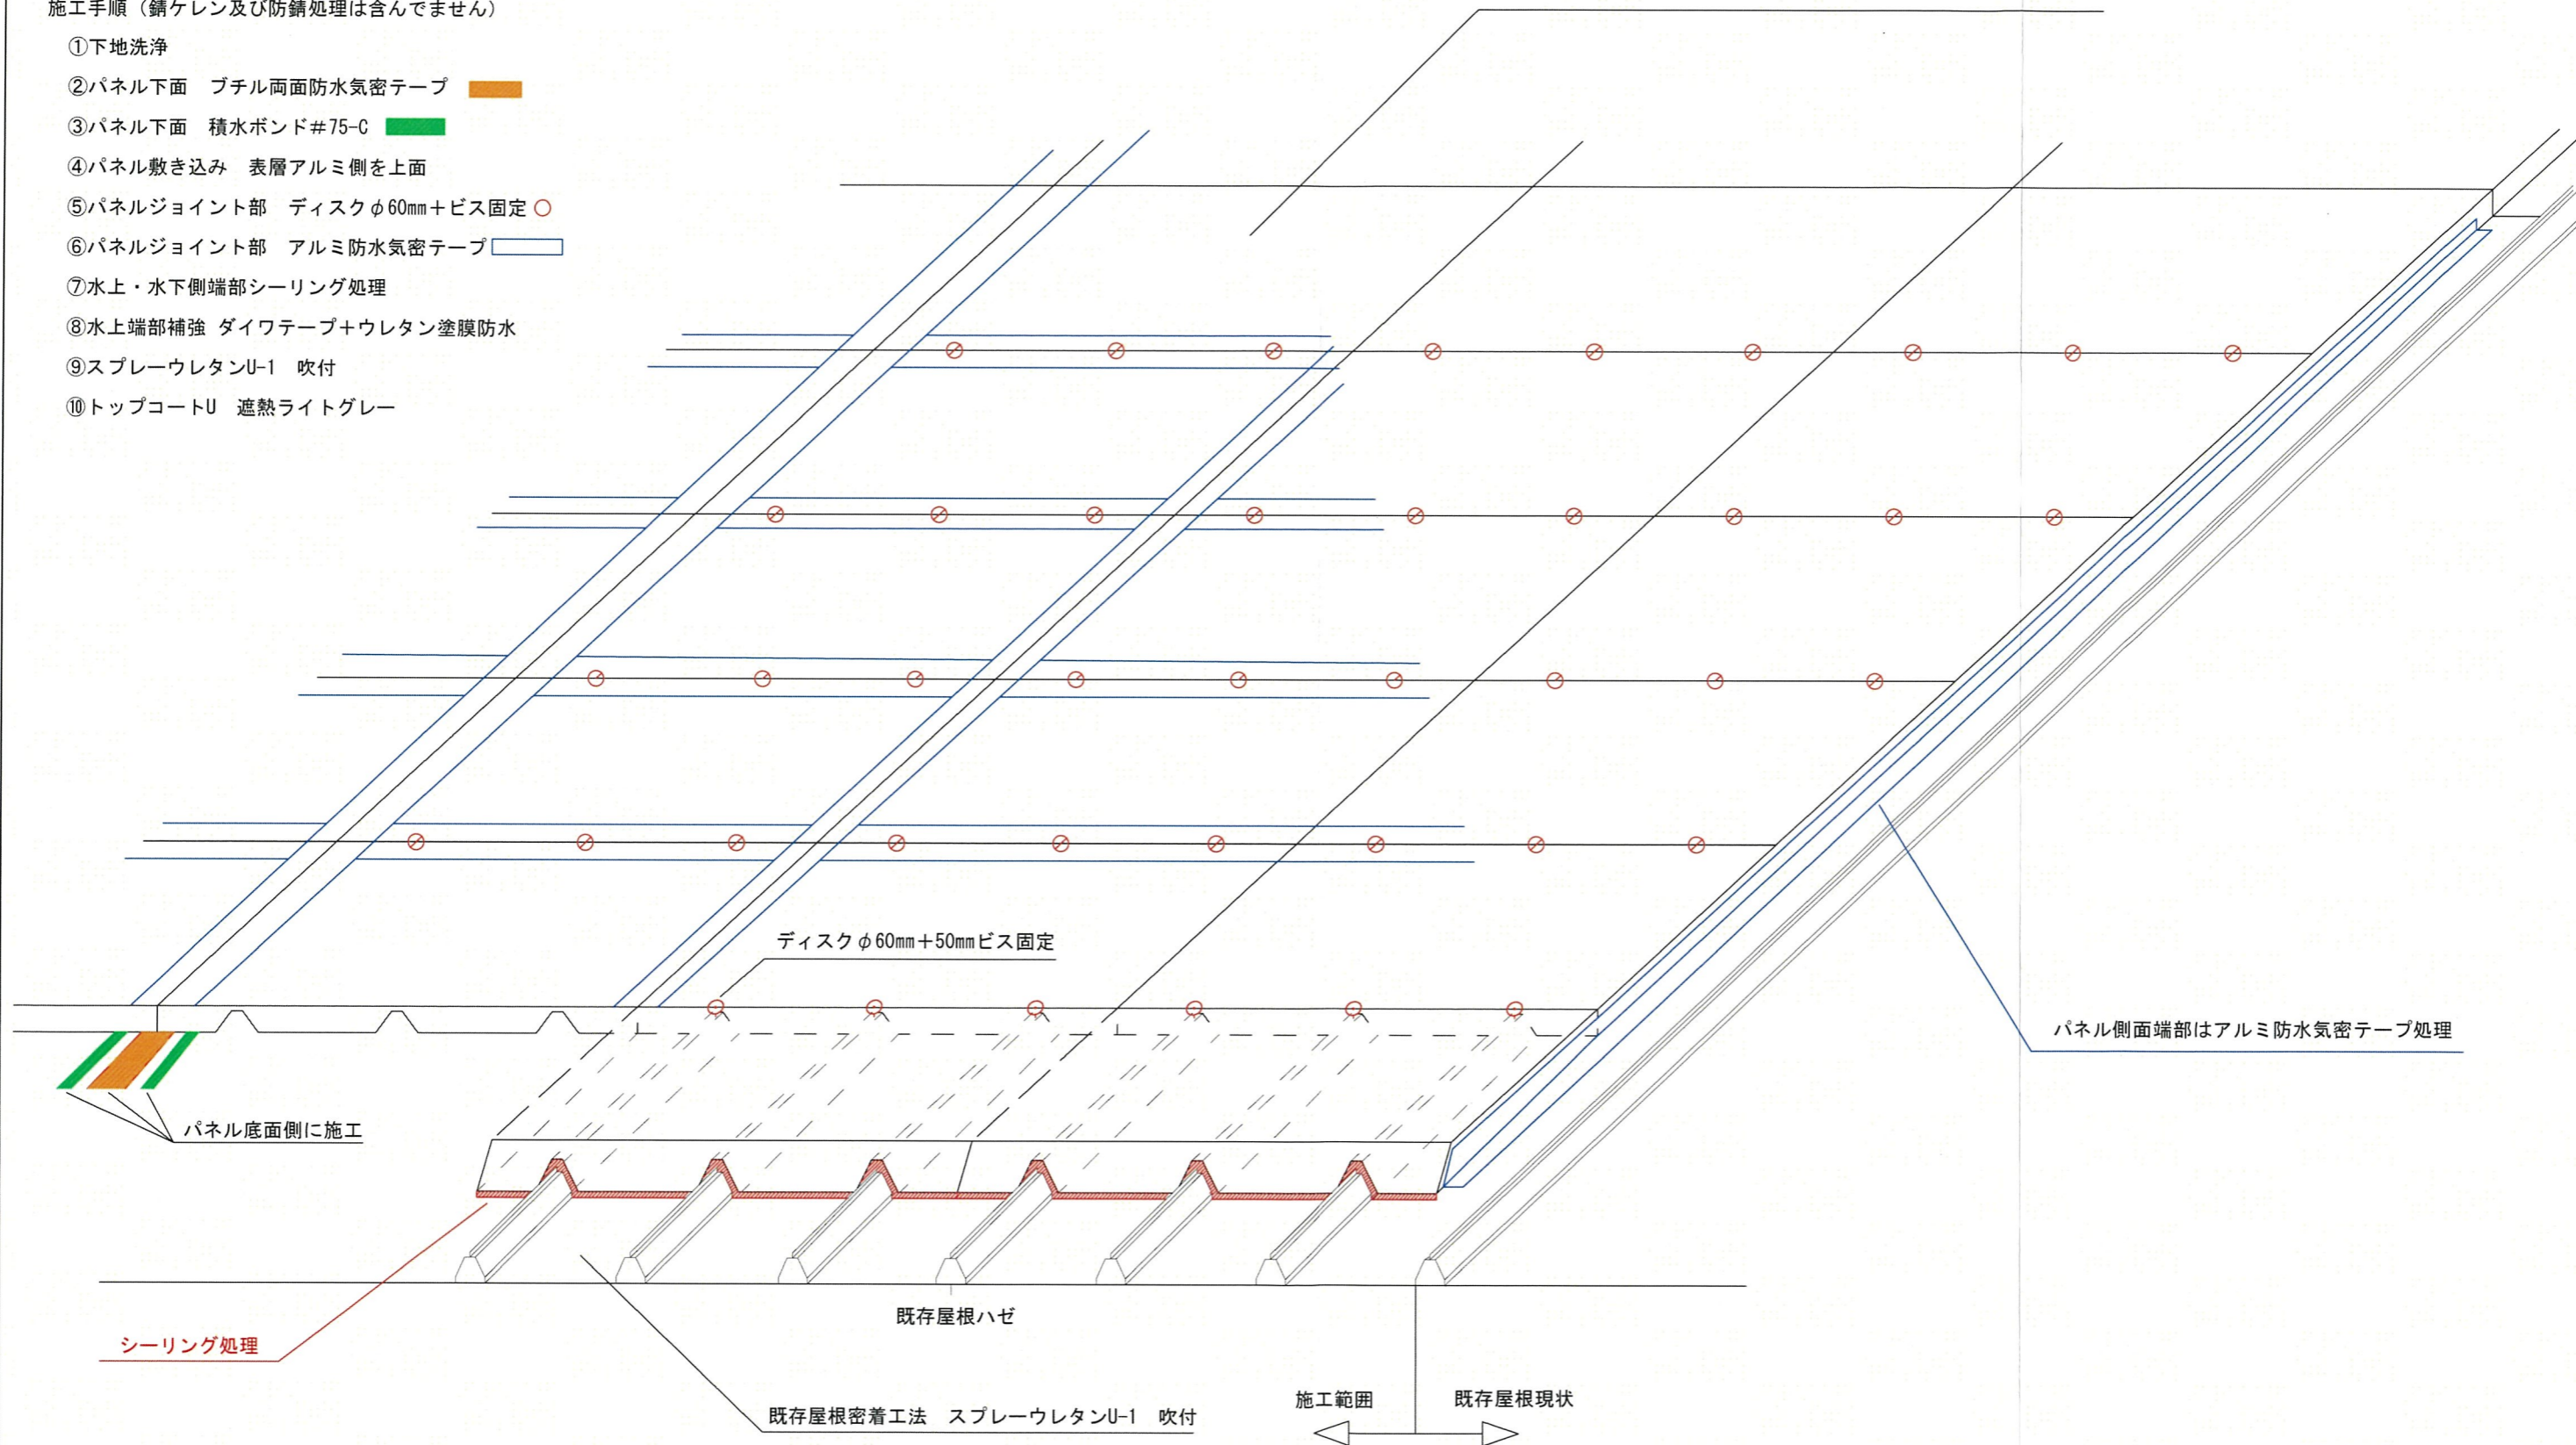 施工手順（錆ケレン及び防錆処理は含んでません）
①下地洗浄
②パネル下面　ブチル両面防水気密テープ
③パネル下面　積水ボンド＃75-C
④パネル敷き込み　表層アルミ側を上面
⑤パネルジョイント部　ディスクφ60㎜＋ビス固定
⑥パネルジョイント部　アルミ防水気密テープ
⑦水上・水下側端部シーリング処理
⑧水上端部補強 ダイワテープ＋ウレタン塗膜防水
⑨スプレーウレタンU-1　吹付
⑩トップコートU　遮熱ライトグレー
ディスクφ60㎜＋50㎜ビス固定
パネル側面端部はアルミ防水気密テープ処理
パネル底面側に施工
既存屋根ハゼ
シーリング処理
既存屋根密着工法　スプレーウレタンU-1　吹付
施工範囲
既存屋根現状